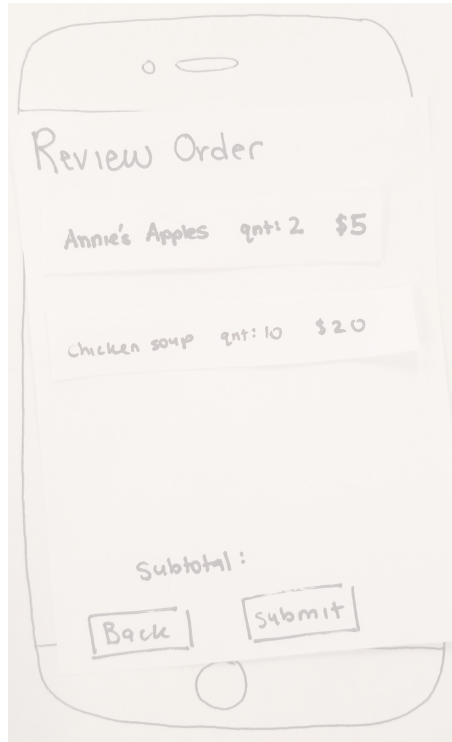 Review Order
Annie's Apples qnt: 2 $5
Chicken soup qnt: 10 $20
Subtotal:
Back submit